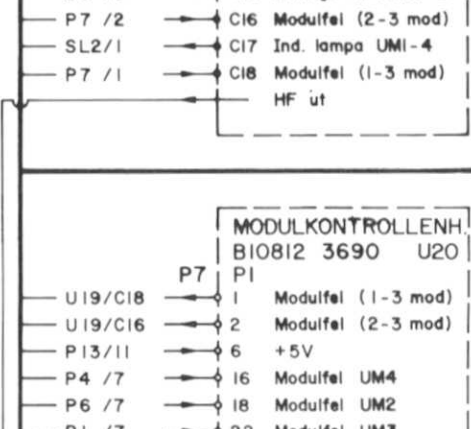 P7 /2 C16 Modulfel (2-3 mod)
SL2/1 C17 Ind. lampa UM1-4
P7 /1 C18 Modulfel (1-3 mod)
HF ut
MODULKONTROLLENH.
B10812 3690 U20
P7 P1
U19/C18 1 Modulfel (1-3 mod)
U19/C16 2 Modulfel (2-3 mod)
P13/11 6 +5V
P4 /7 16 Modulfel UM4
P6 /7 18 Modulfel UM2